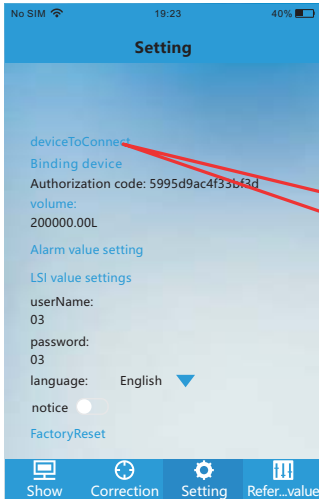 No SIM 19:23 40%
Setting
deviceToConnect
Binding device
Authorization code: 5995d9ac4f33bf3d
volume:
200000.00L
Alarm value setting
LSI value settings
userName:
03
password:
03
language: English
notice
FactoryReset
Show Correction Setting Refer...value